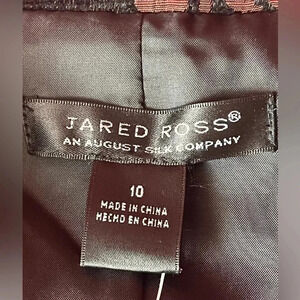 JARED ROSS®
AN AUGUST SILK COMPANY
10
MADE IN CHINA
HECHO EN CHINA